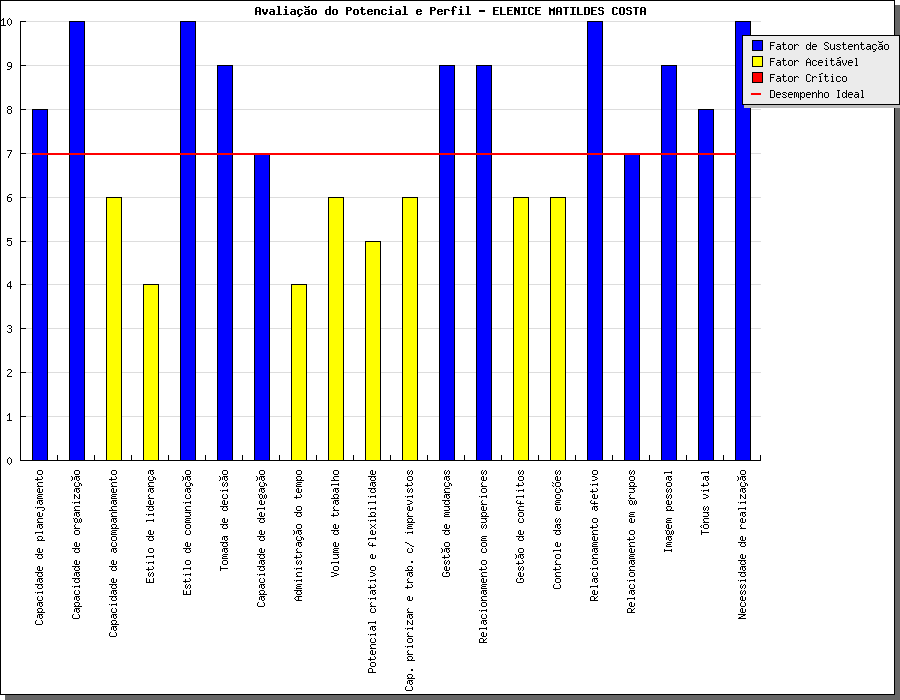 Avaliação do Potencial e Perfil - ELENICE MATILDES COSTA
Fator de Sustentação
Fator Aceitável
Fator Crítico
Desempenho Ideal
10
9
8
7
6
5
4
3
2
1
0
Capacidade de planejamento
Capacidade de organização
Capacidade de acompanhamento
Estilo de liderança
Estilo de comunicação
Tomada de decisão
Capacidade de delegação
Administração do tempo
Volume de trabalho
Potencial criativo e flexibilidade
Cap. priorizar e trab. c/ imprevistos
Gestão de mudanças
Relacionamento com superiores
Gestão de conflitos
Controle das emoções
Relacionamento afetivo
Relacionamento em grupos
Imagem pessoal
Tônus vital
Necessidade de realização